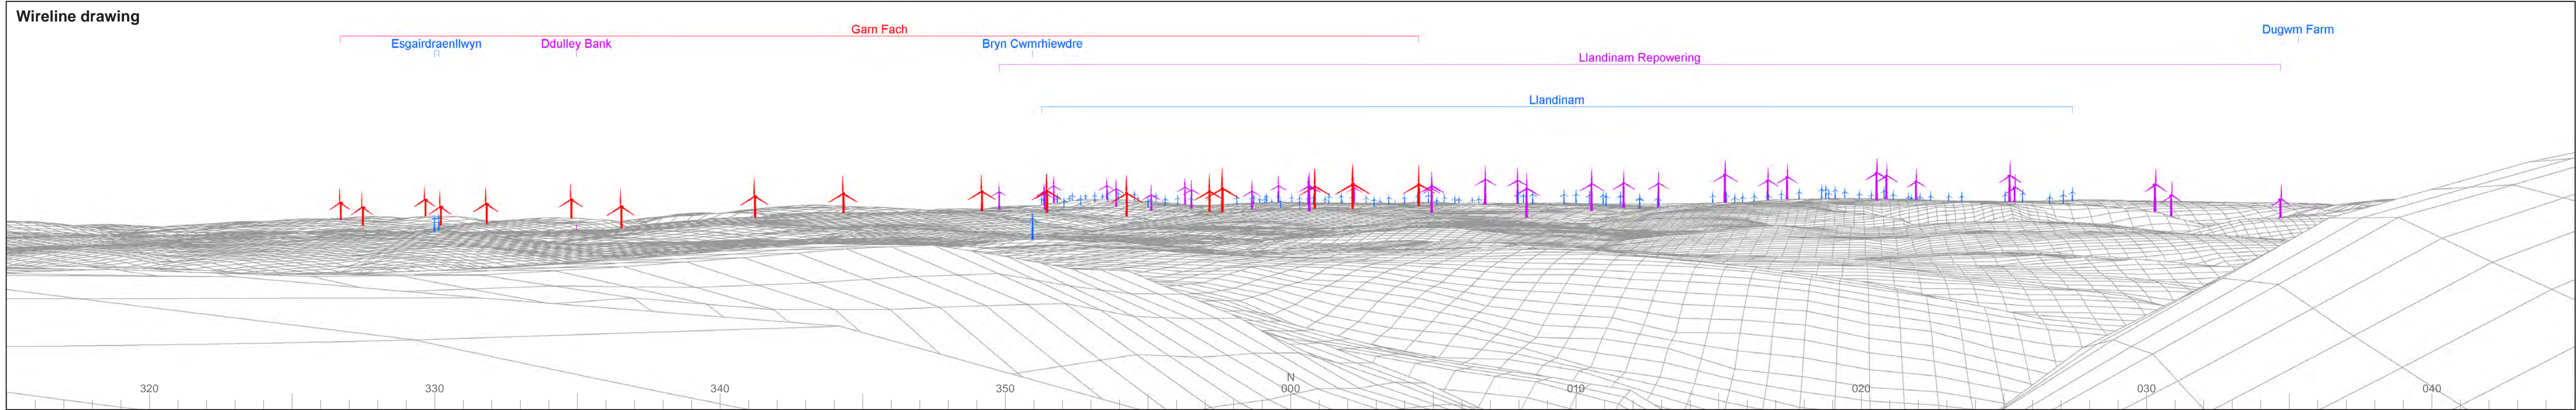 Wireline drawing
Garn Fach
Dugwm Farm
Esgairdraenllwyn
Ddulley Bank
Bryn Cwmrhiewdre
Llandinam Repowering
Llandinam
N
320 330 340 350 000 010 020 030 040